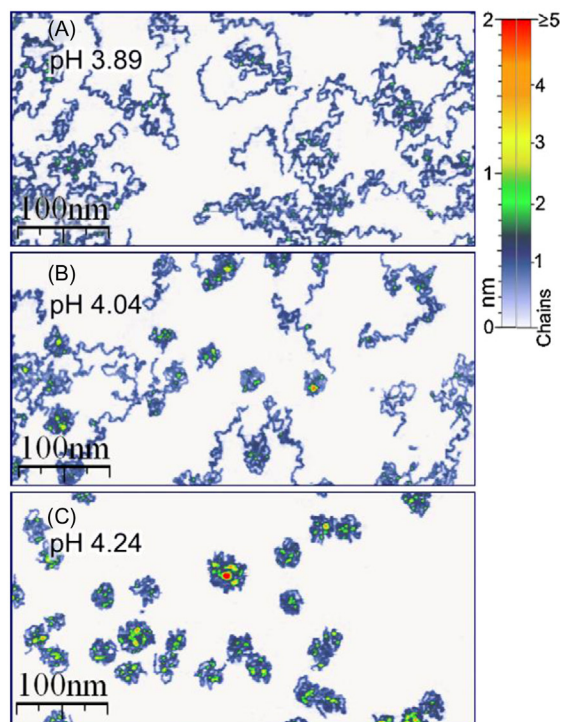 (A)
pH 3.89
100nm
(B)
pH 4.04
100nm
(C)
pH 4.24
100nm
2
≥5
4
3
1
2
1
0
nm
Chains